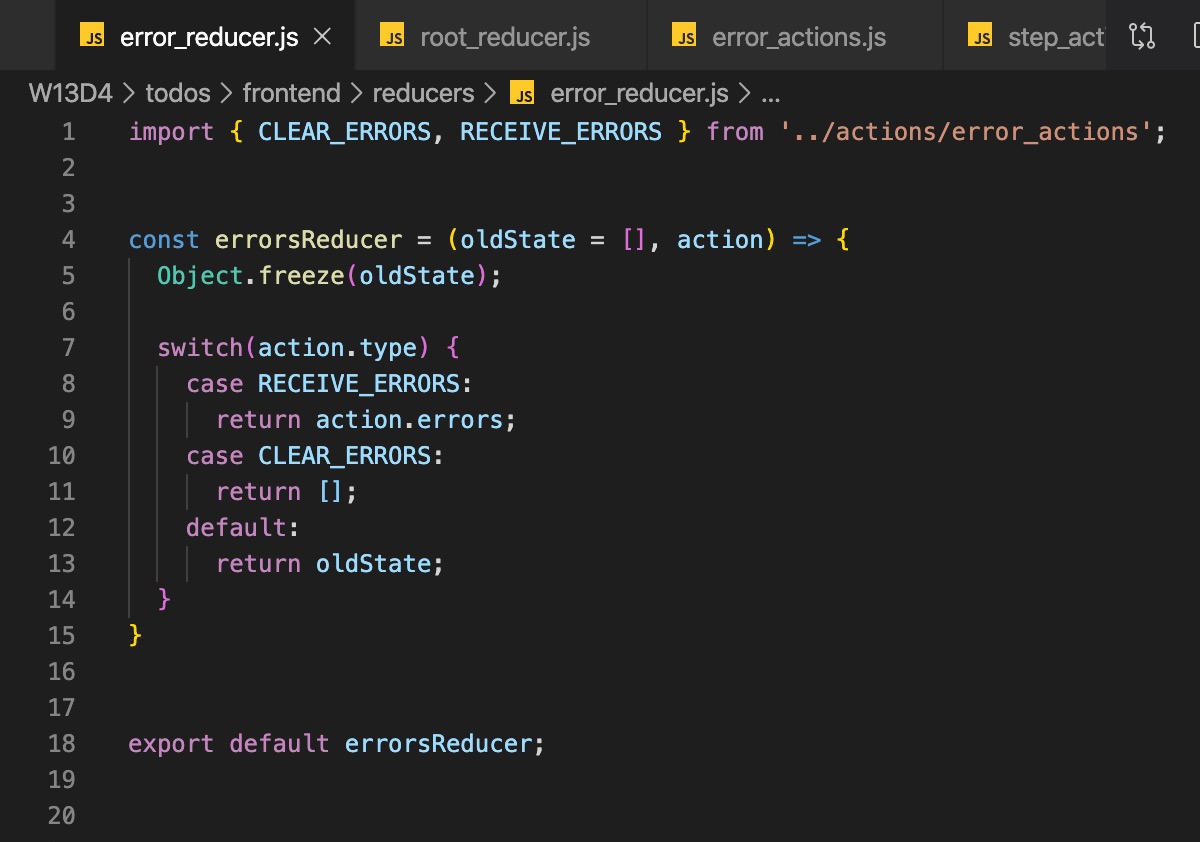 JS error_reducer.js × JS root_reducer.js JS error_actions.js JS step_act
W13D4 > todos > frontend > reducers > JS error_reducer.js > ...
1 import { CLEAR_ERRORS, RECEIVE_ERRORS } from '../actions/error_actions';
2
3
4 const errorsReducer = (oldState = [], action) => {
5 Object.freeze(oldState);
6
7 switch(action.type) {
8 case RECEIVE_ERRORS:
9 return action.errors;
10 case CLEAR_ERRORS:
11 return [];
12 default:
13 return oldState;
14 }
15 }
16
17
18 export default errorsReducer;
19
20